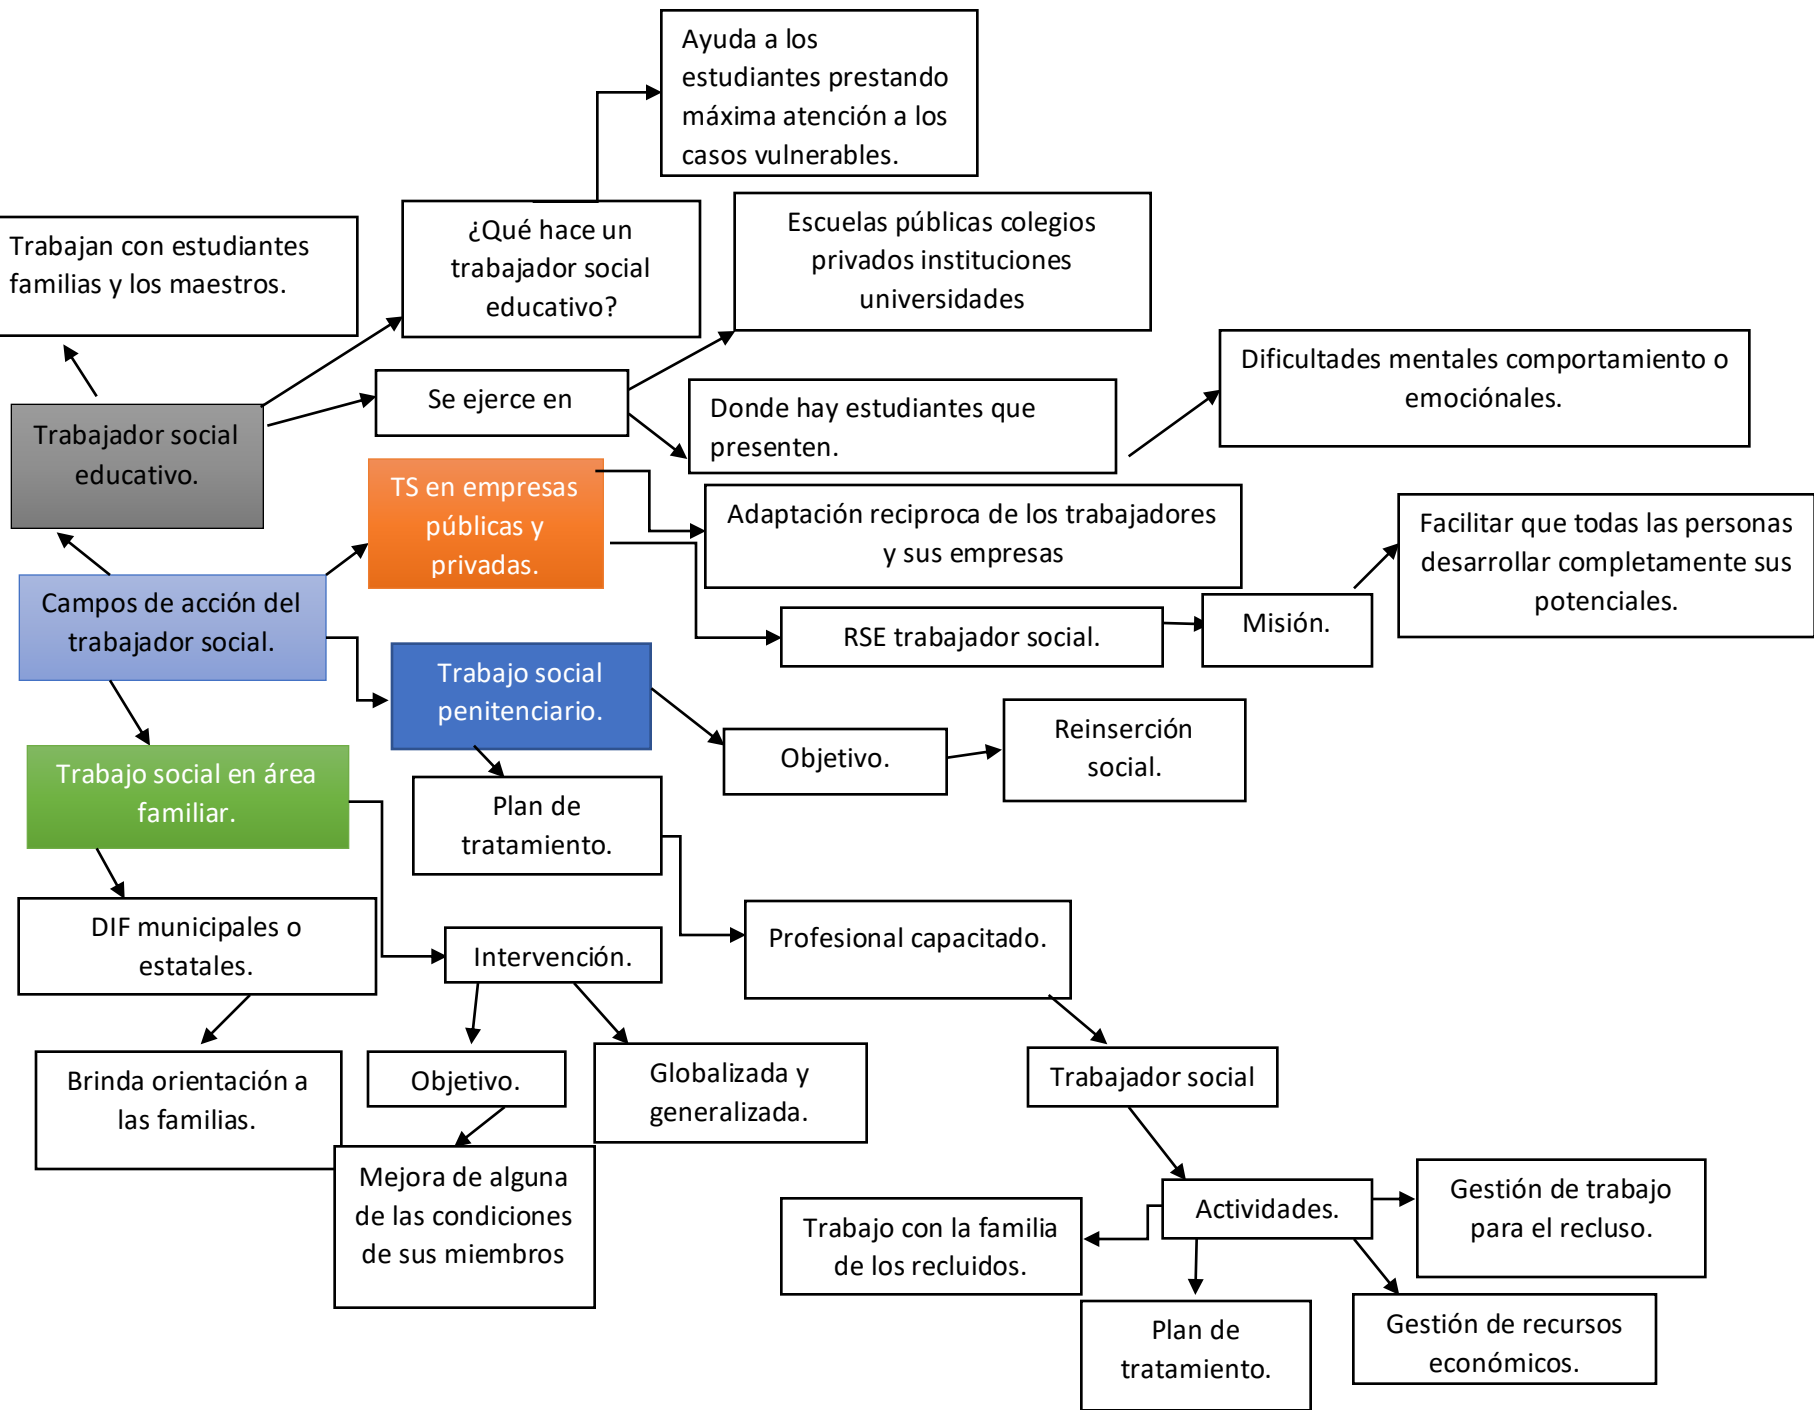 Ayuda a los
estudiantes prestando
máxima atención a los
casos vulnerables.
Trabajan con estudiantes
familias y los maestros.
¿Qué hace un
trabajador social
educativo?
Escuelas públicas colegios
privados instituciones
universidades
Se ejerce en
Donde hay estudiantes que
presenten.
Dificultades mentales comportamiento o
emociónales.
Trabajador social
educativo.
TS en empresas
públicas y
privadas.
Adaptación reciproca de los trabajadores
y sus empresas
Facilitar que todas las personas
desarrollar completamente sus
potenciales.
Campos de acción del
trabajador social.
RSE trabajador social.
Misión.
Trabajo social
penitenciario.
Objetivo.
Reinserción
social.
Trabajo social en área
familiar.
Plan de
tratamiento.
DIF municipales o
estatales.
Intervención.
Profesional capacitado.
Brinda orientación a
las familias.
Objetivo.
Globalizada y
generalizada.
Trabajador social
Mejora de alguna
de las condiciones
de sus miembros
Actividades.
Gestión de trabajo
para el recluso.
Trabajo con la familia
de los recluidos.
Plan de
tratamiento.
Gestión de recursos
económicos.